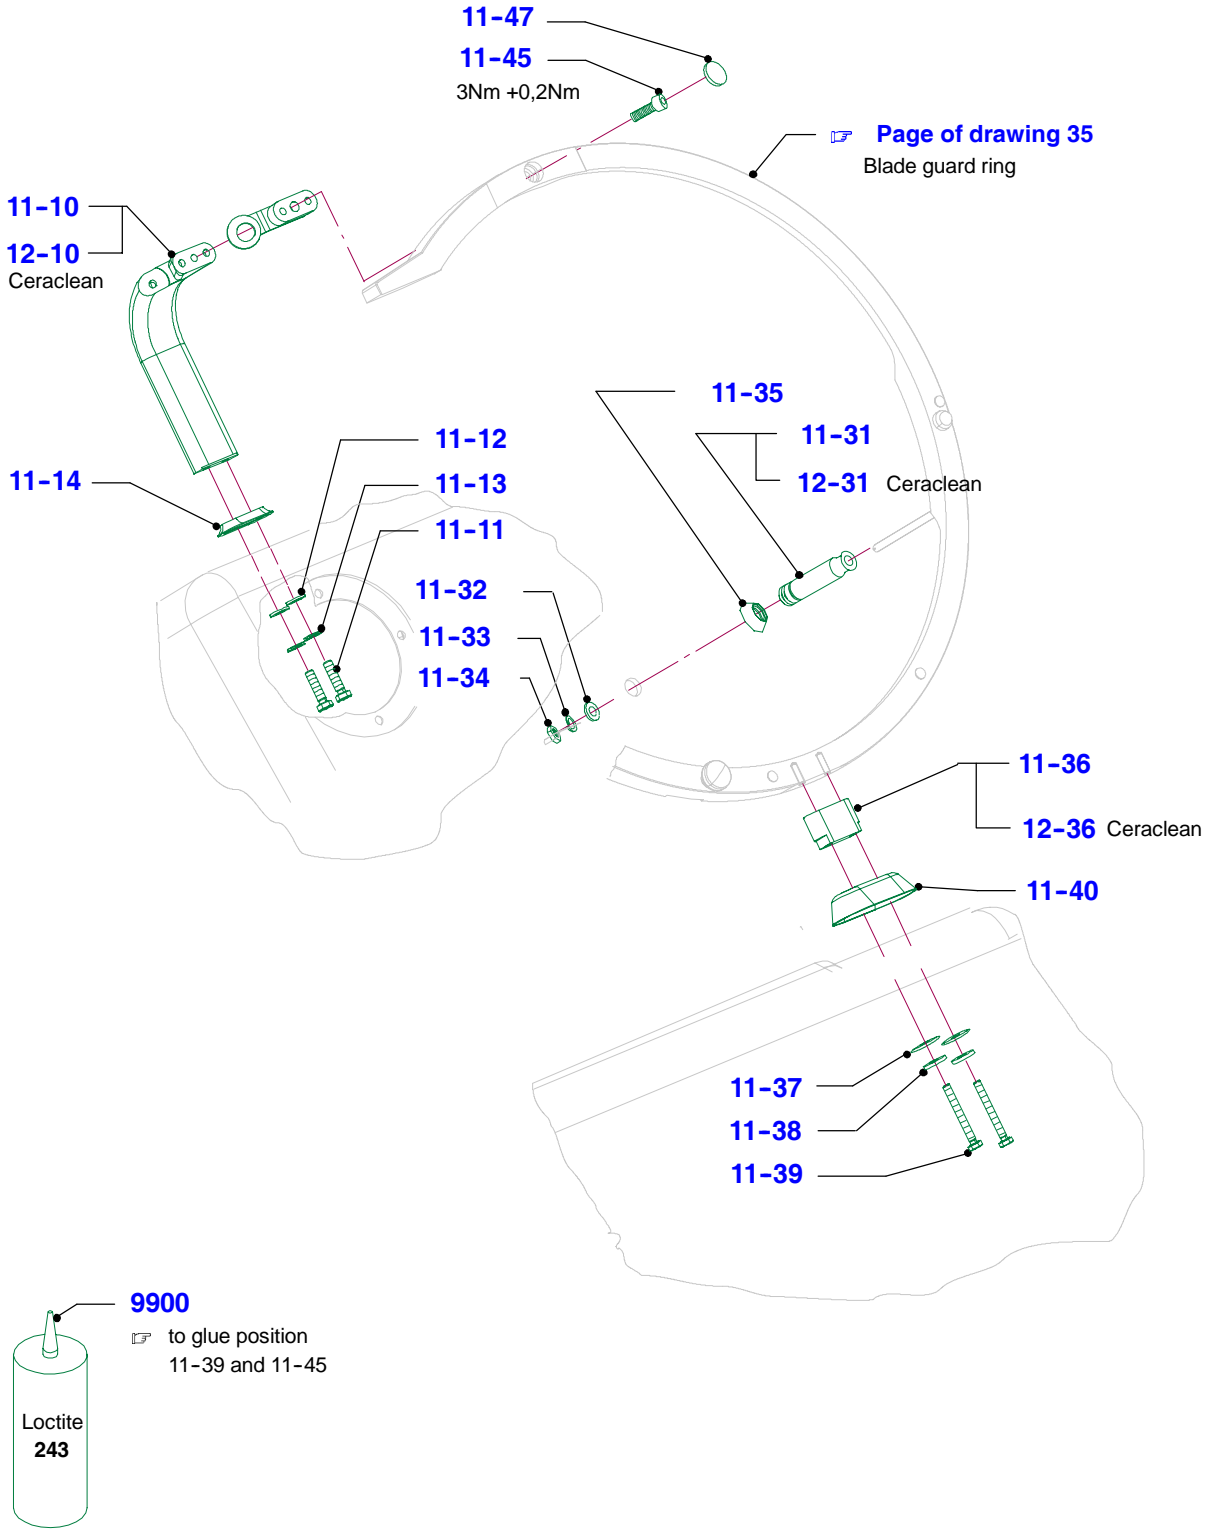 11-47
11-45
3Nm +0,2Nm
☞ Page of drawing 35
Blade guard ring
11-10
12-10
Ceraclean
11-35
11-31
12-31 Ceraclean
11-12
11-13
11-11
11-14
11-32
11-33
11-34
11-36
12-36 Ceraclean
11-40
11-37
11-38
11-39
9900
☞ to glue position
11-39 and 11-45
Loctite
243